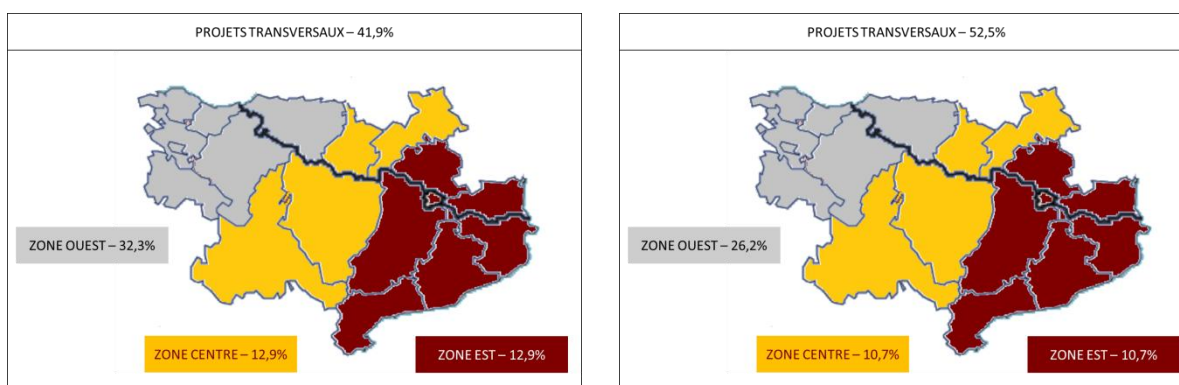 PROJETS TRANSVERSAUX – 41,9%
ZONE OUEST – 32,3%
ZONE CENTRE – 12,9%
ZONE EST – 12,9%
PROJETS TRANSVERSAUX – 52,5%
ZONE OUEST – 26,2%
ZONE CENTRE – 10,7%
ZONE EST – 10,7%